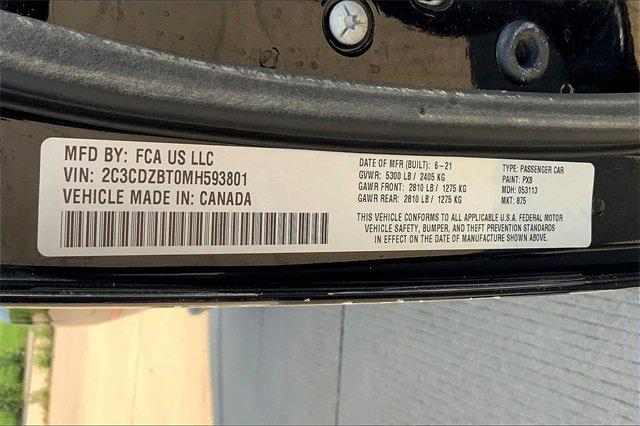 MFD BY: FCA US LLC
VIN: 2C3CDZBT0MH593801
VEHICLE MADE IN: CANADA
DATE OF MFR (BUILT): 6-21
GVWR: 5300 LB / 2405 KG
GAWR FRONT: 2810 LB / 1275 KG
GAWR REAR: 2810 LB / 1275 KG
TYPE: PASSENGER CAR
PAINT: PX8
MDH: 053113
MKT: 875
THIS VEHICLE CONFORMS TO ALL APPLICABLE U.S.A. FEDERAL MOTOR
VEHICLE SAFETY, BUMPER, AND THEFT PREVENTION STANDARDS
IN EFFECT ON THE DATE OF MANUFACTURE SHOWN ABOVE.